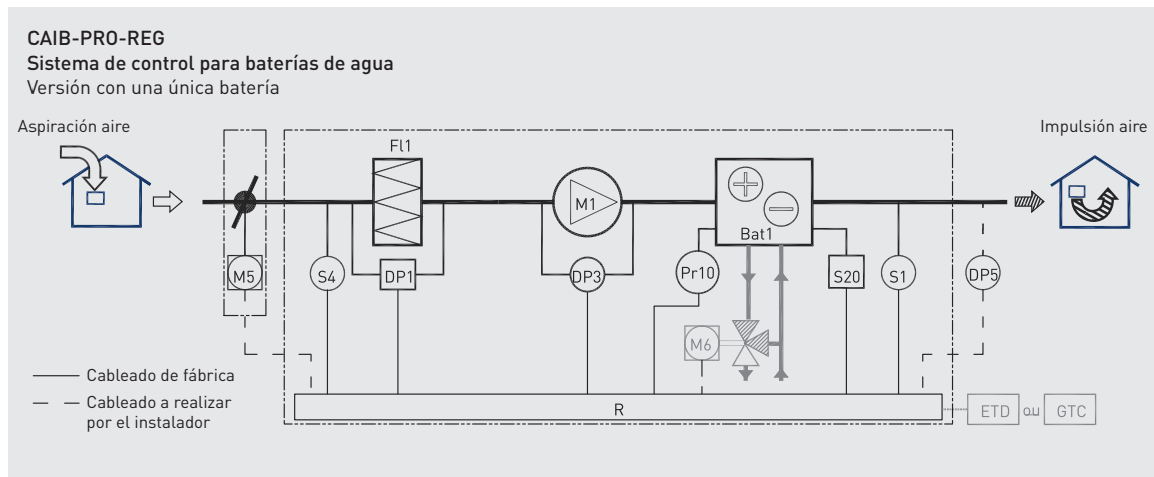 CAIB-PRO-REG
Sistema de control para baterías de agua
Versión con una única batería
Aspiración aire
Impulsión aire
Fl1
M1
Bat1
M5
S4
DP1
DP3
Pr10
S20
S1
DP5
M6
Cableado de fábrica
Cableado a realizar
por el instalador
R
ETD
GTC